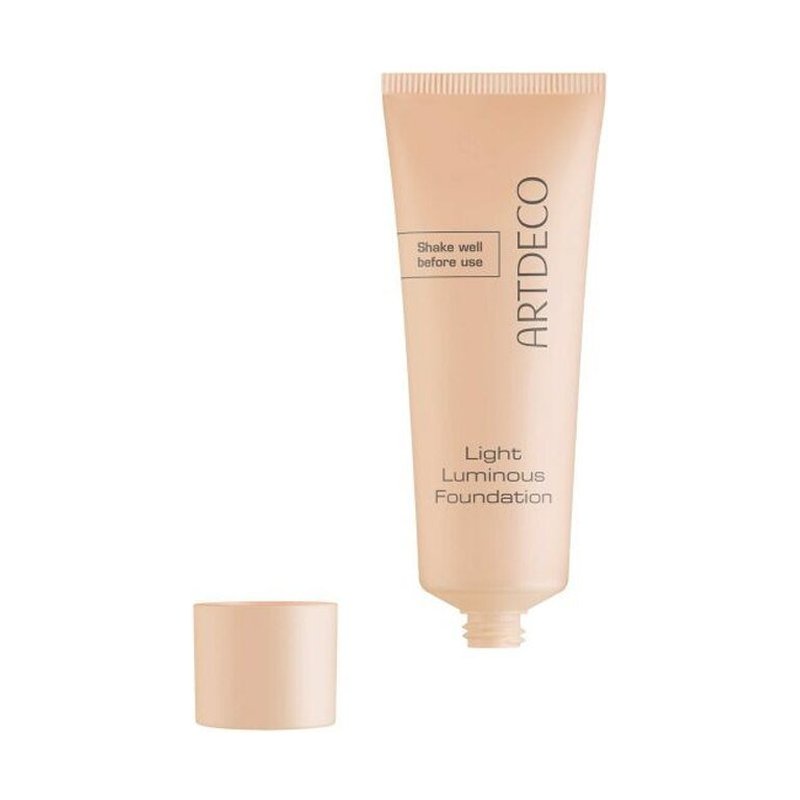 Shake well
before use
ARTDECO
Light
Luminous
Foundation